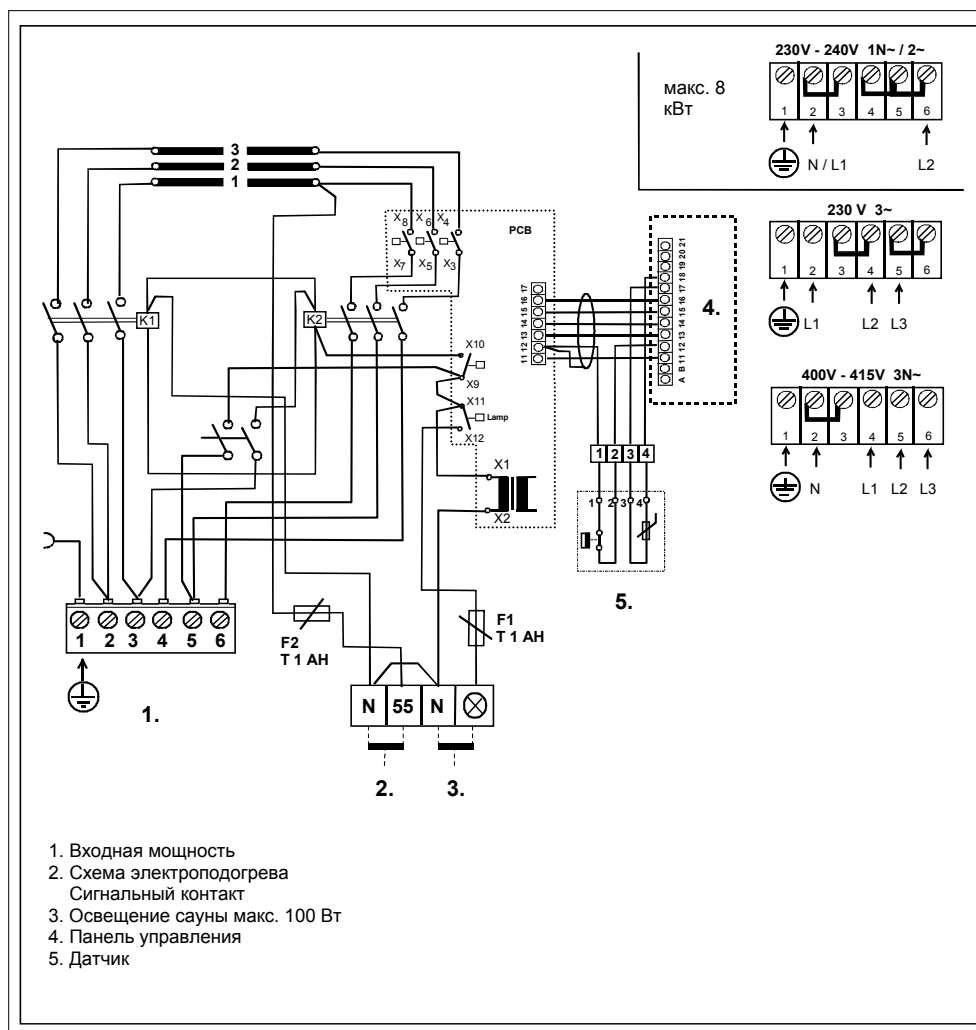 230V - 240V 1N~ / 2~
макс. 8
кВт
1 2 3 4 5 6
N / L1 L2
230 V 3~
1 2 3 4 5 6
L1 L2 L3
400V - 415V 3N~
1 2 3 4 5 6
N L1 L2 L3
3
2
1
X8 X6 X4
X7 X5 X3
PCB
K1
K2
17
16
15
14
13
12
11
21
20
19
18
17
16
15
14
13
12
11
B
A
4.
X10
X9
X11
Lamp
X12
X1
X2
1 2 3 4
1 2 3 4
5.
1 2 3 4 5 6
1.
F2
T 1 AH
F1
T 1 AH
N 55 N
2. 3.
1. Входная мощность
2. Схема электроподогрева
Сигнальный контакт
3. Освещение сауны макс. 100 Вт
4. Панель управления
5. Датчик